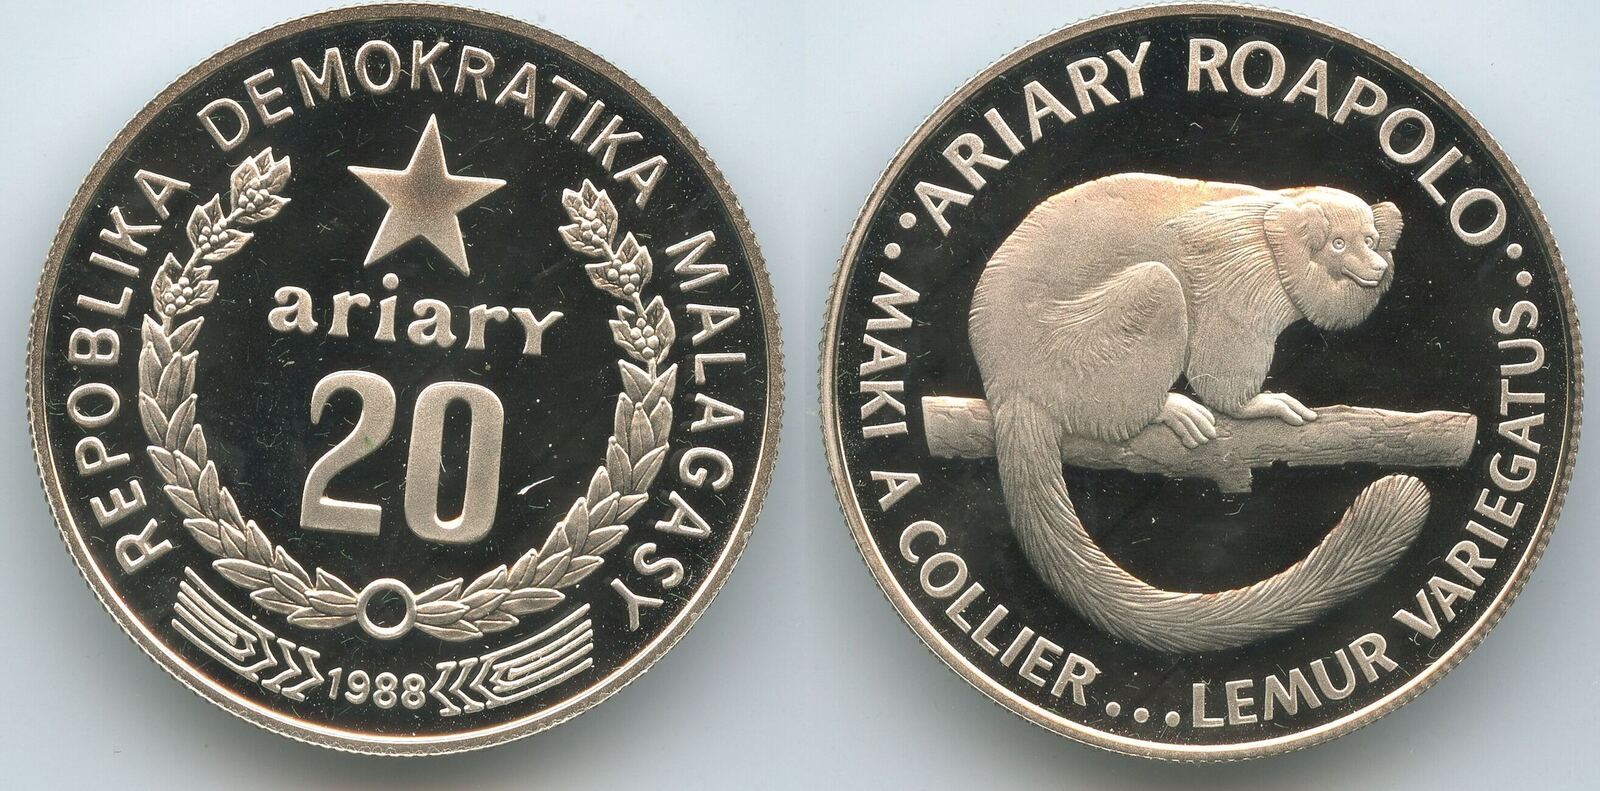 REPOBLIKA DEMOKRATIKA MALAGASY
ariary
20
1988
·ARIARY ROAPOLO·
··MAKI A COLLIER...LEMUR VARIEGATUS··